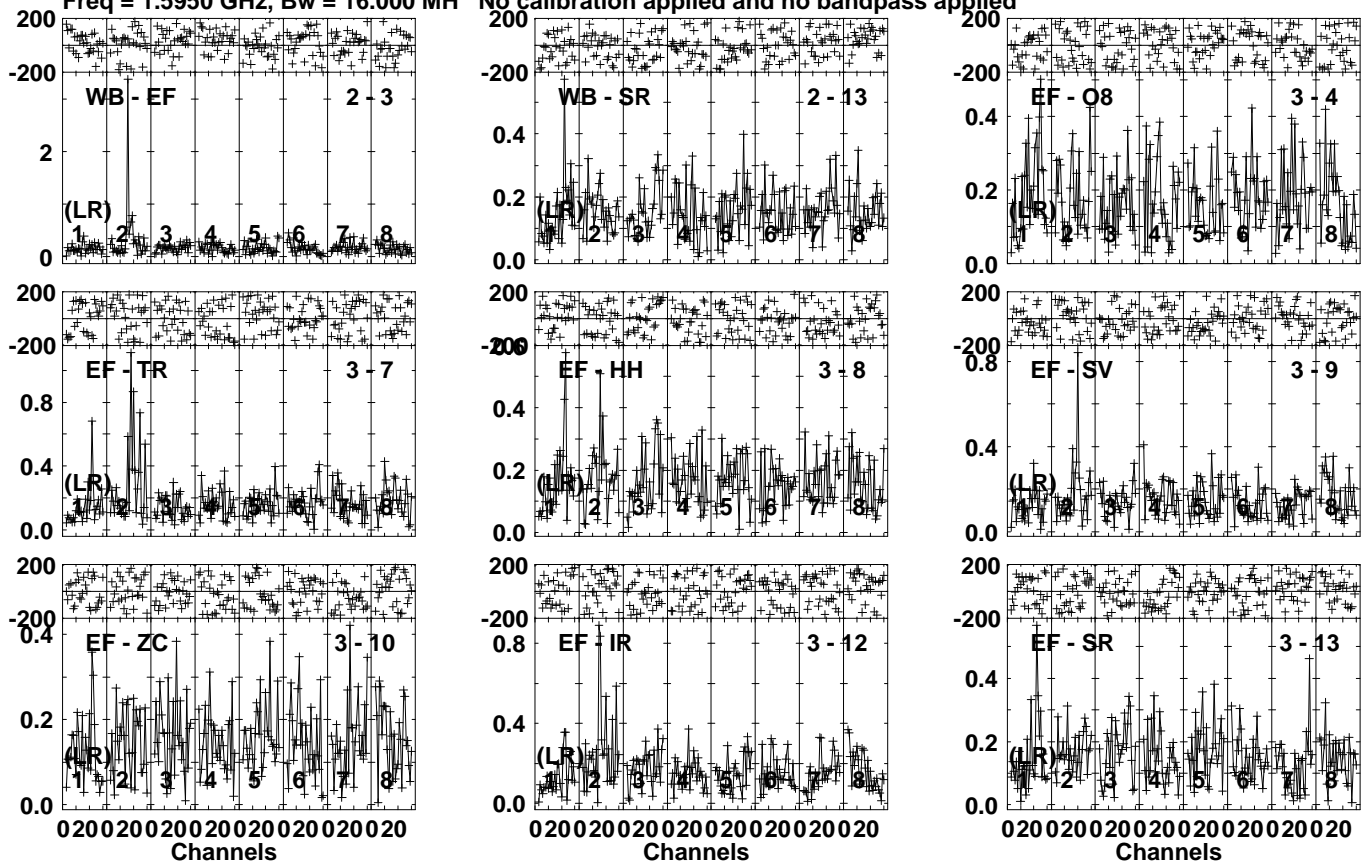 Freq = 1.5950 GHz, Bw = 16.000 MH No calibration applied and no bandpass applied
200 200 200
-200 -200 -200
WB - EF 2 - 3 WB - SR 2 - 13 EF - O8 3 - 4
0.4 0.4
2
0.2 0.2
(LR) (LR) (LR)
1 2 3 4 5 6 7 8 1 2 3 4 5 6 7 8 1 2 3 4 5 6 7 8
0 0.0 0.0
200 200 200
-200 -200 0.6 -200
EF - TR 3 - 7 EF - HH 3 - 8 EF - SV 3 - 9
0.8 0.4 0.8
0.4 0.2 0.4
(LR) (LR) (LR)
1 2 3 4 5 6 7 8 1 2 3 4 5 6 7 8 1 2 3 4 5 6 7 8
0.0 0.0 0.0
200 200 200
-200 -200 -200
EF - ZC 3 - 10 EF - IR 3 - 12 EF - SR 3 - 13
0.4 0.8 0.4
0.2 0.4 0.2
(LR) (LR) (LR)
1 2 3 4 5 6 7 8 1 2 3 4 5 6 7 8 1 2 3 4 5 6 7 8
0.0 0.0 0.0
0 20 0 20 0 20 0 20 0 20 0 20 0 20 0 20 0 20 0 20 0 20 0 20 0 20 0 20 0 20 0 20 0 20 0 20 0 20 0 20 0 20 0 20 0 20 0 20
Channels Channels Channels